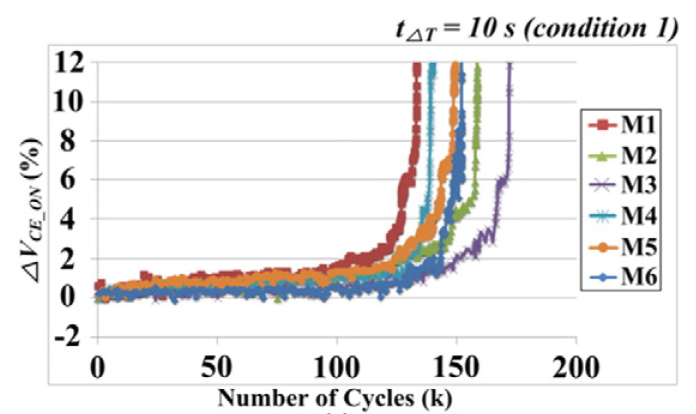 t△T = 10 s (condition 1)
12
10
8
6
4
2
0
-2
△VCE_ON (%)
0 50 100 150 200
Number of Cycles (k)
M1
M2
M3
M4
M5
M6